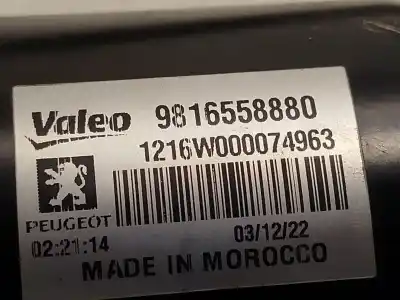 Valeo 9816558880
1216W000074963
PEUGEOT
02:21:14 03/12/22
MADE IN MOROCCO